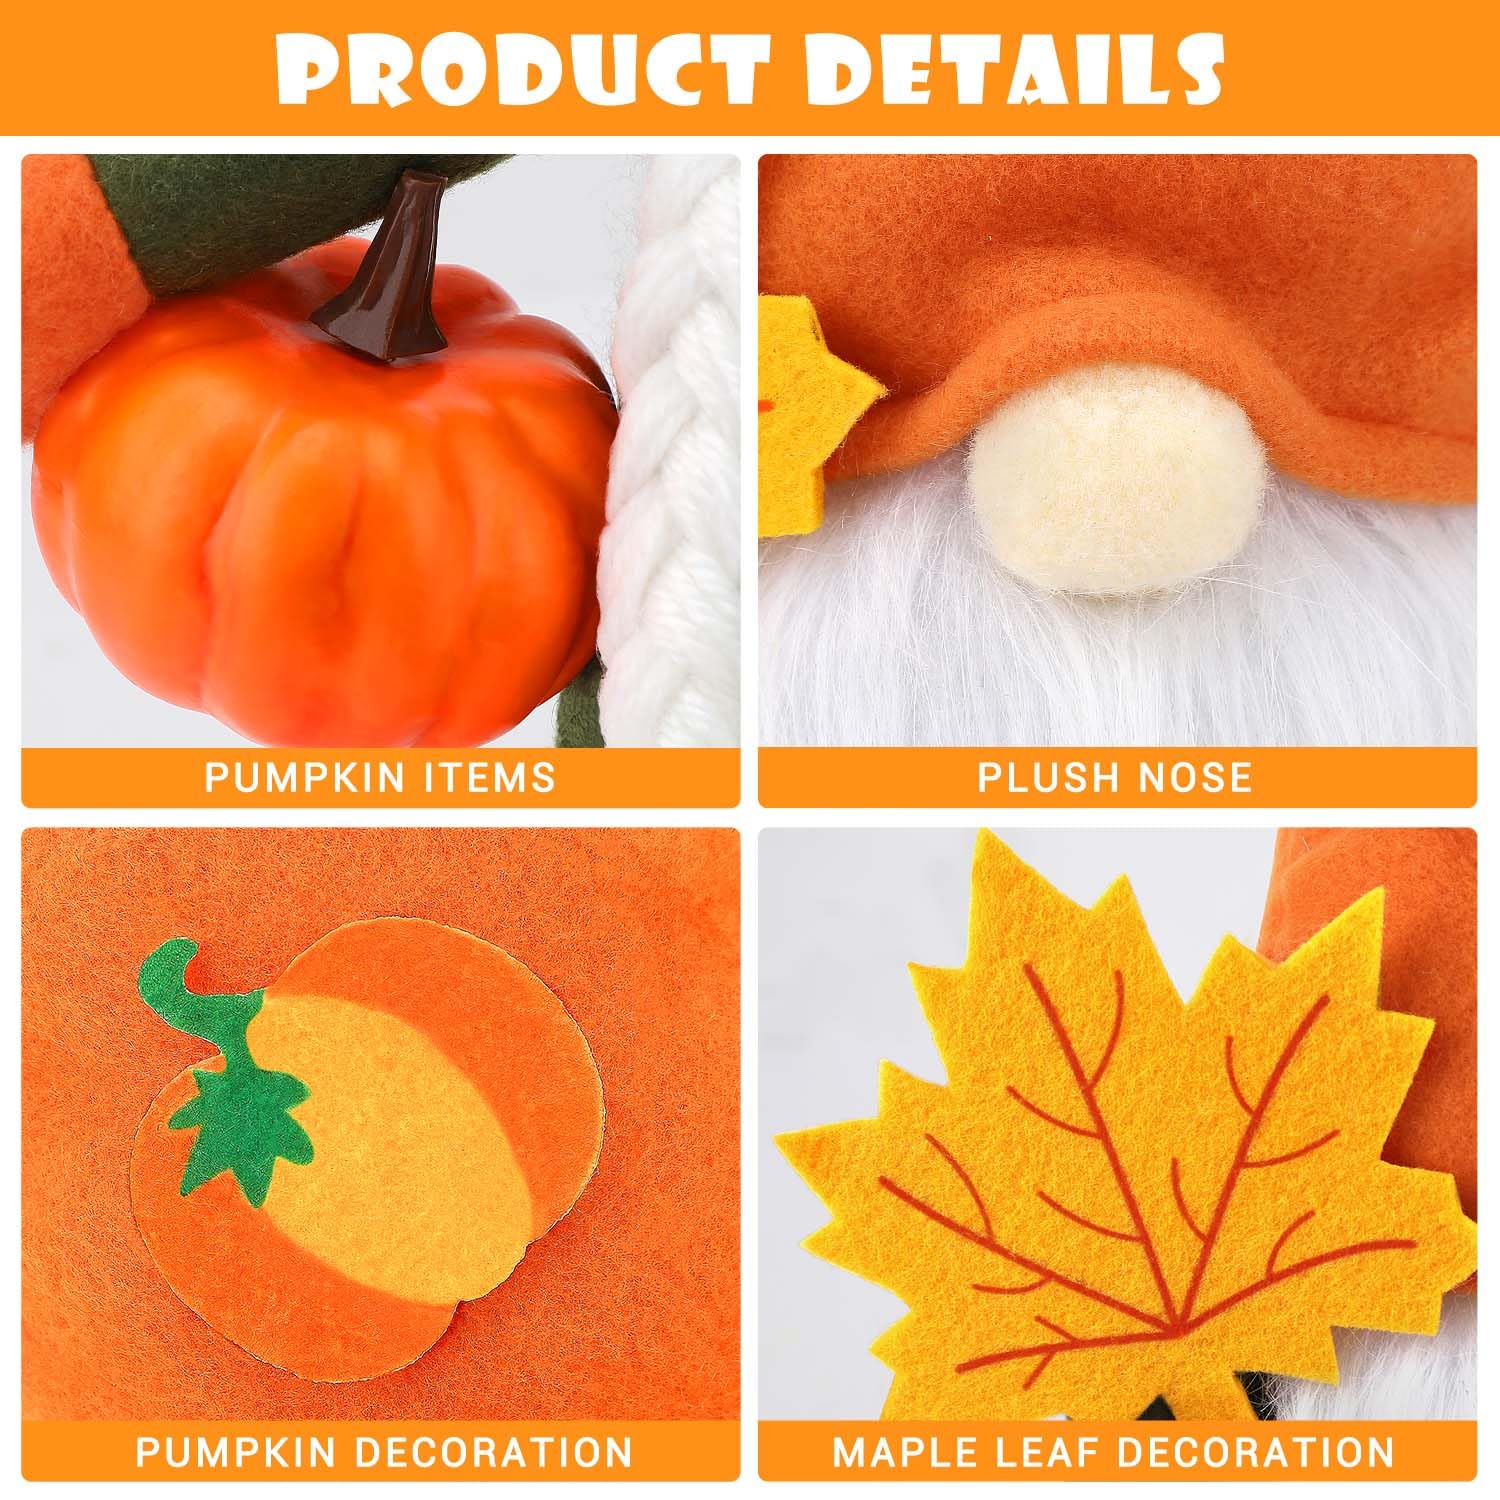 PRODUCT DETAILS
PUMPKIN ITEMS
PLUSH NOSE
PUMPKIN DECORATION
MAPLE LEAF DECORATION